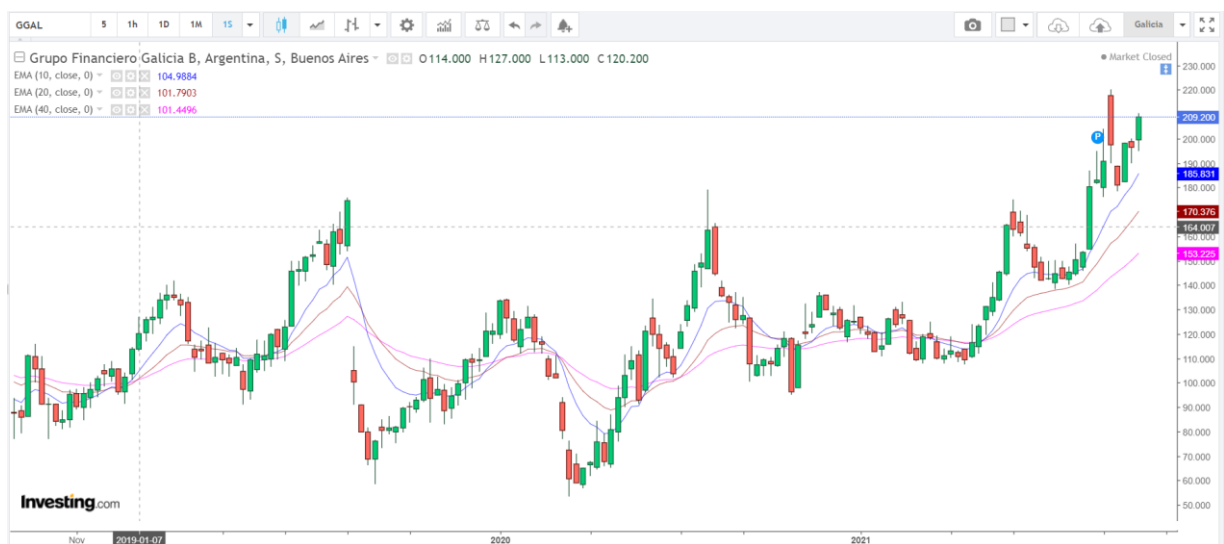 GGAL 5 1h 1D 1M 1S Galicia
Grupo Financiero Galicia B, Argentina, S, Buenos Aires O114.000 H127.000 L113.000 C120.200
Market Closed
EMA (10, close, 0) 104.9884
EMA (20, close, 0) 101.7903
EMA (40, close, 0) 101.4496
230.000
220.000
209.200
P
200.000
190.000
185.831
180.000
170.376
164.007
160.000
153.225
150.000
140.000
130.000
120.000
110.000
100.000
90.000
80.000
70.000
60.000
50.000
Investing.com
Nov 2019-01-07 2020 2021